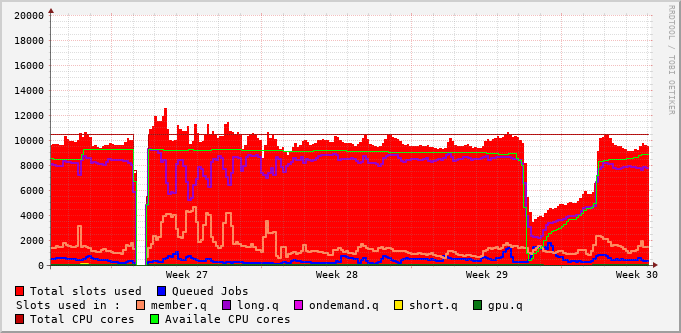 20000
18000
16000
14000
12000
10000
8000
6000
4000
2000
0
Week 27 Week 28 Week 29 Week 30
RRDTOOL / TOBI OETIKER
Total slots used Queued Jobs
Slots used in : member.q long.q ondemand.q short.q gpu.q
Total CPU cores Availale CPU cores